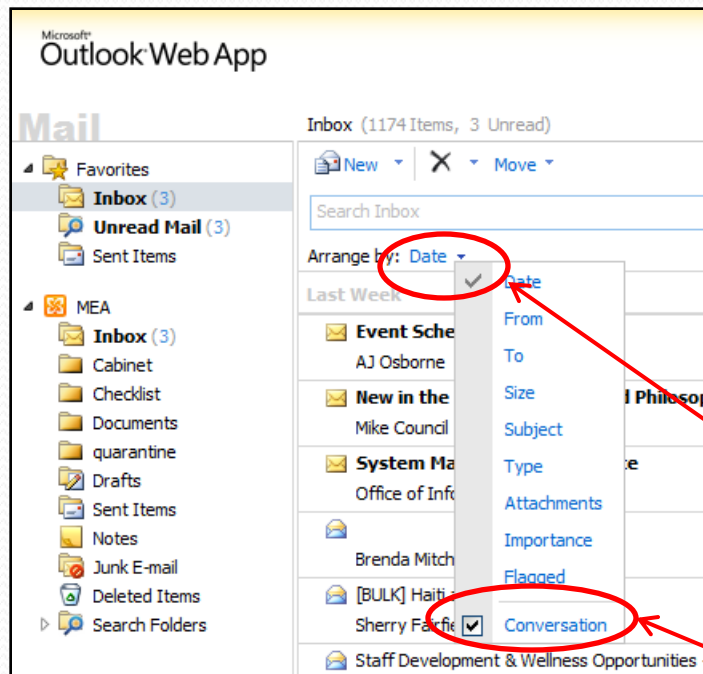 Microsoft
Outlook Web App
Mail
Favorites
Inbox (3)
Unread Mail (3)
Sent Items
MEA
Inbox (3)
Cabinet
Checklist
Documents
quarantine
Drafts
Sent Items
Notes
Junk E-mail
Deleted Items
Search Folders
Inbox (1174 Items, 3 Unread)
New
Move
Search Inbox
Arrange by: Date
Last Week
Event Sche
AJ Osborne
New in the
Mike Council
System Ma
Office of Info
Brenda Mitch
[BULK] Haiti
Sherry Fairfie
Staff Development & Wellness Opportunities
Date
From
To
Size
Subject
Type
Attachments
Importance
Flagged
Conversation